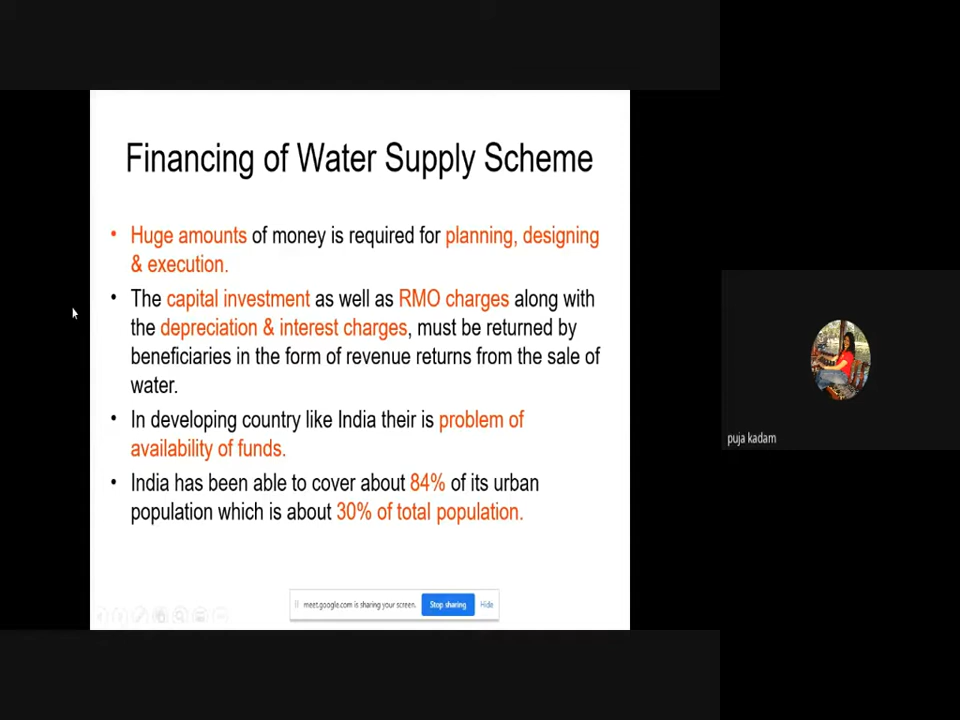 Financing of Water Supply Scheme
• Huge amounts of money is required for planning, designing
& execution.
• The capital investment as well as RMO charges along with
the depreciation & interest charges, must be returned by
beneficiaries in the form of revenue returns from the sale of
water.
• In developing country like India their is problem of
availability of funds.
• India has been able to cover about 84% of its urban
population which is about 30% of total population.
meet.google.com is sharing your screen. Stop sharing Hide
puja kadam